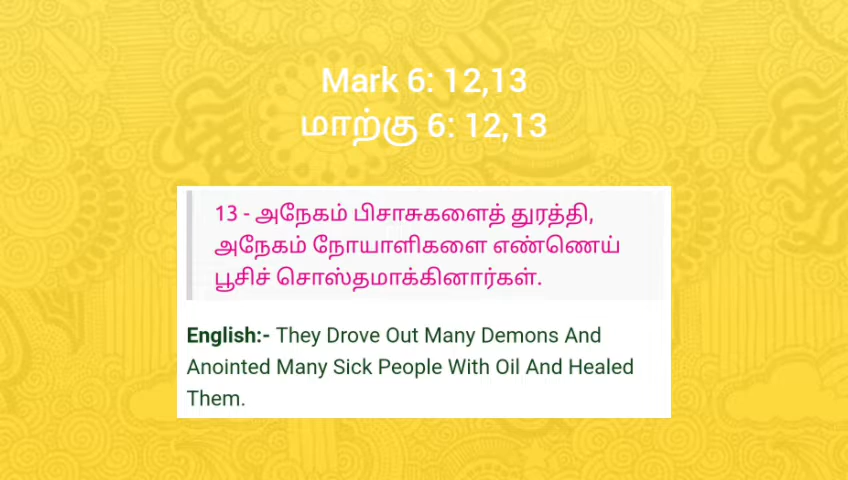 Mark 6: 12,13
மாற்கு 6: 12,13
13 - அநேகம் பிசாசுகளைத் துரத்தி,
அநேகம் நோயாளிகளை எண்ணெய்
பூசிச் சொஸ்தமாக்கினார்கள்.
English:- They Drove Out Many Demons And
Anointed Many Sick People With Oil And Healed
Them.